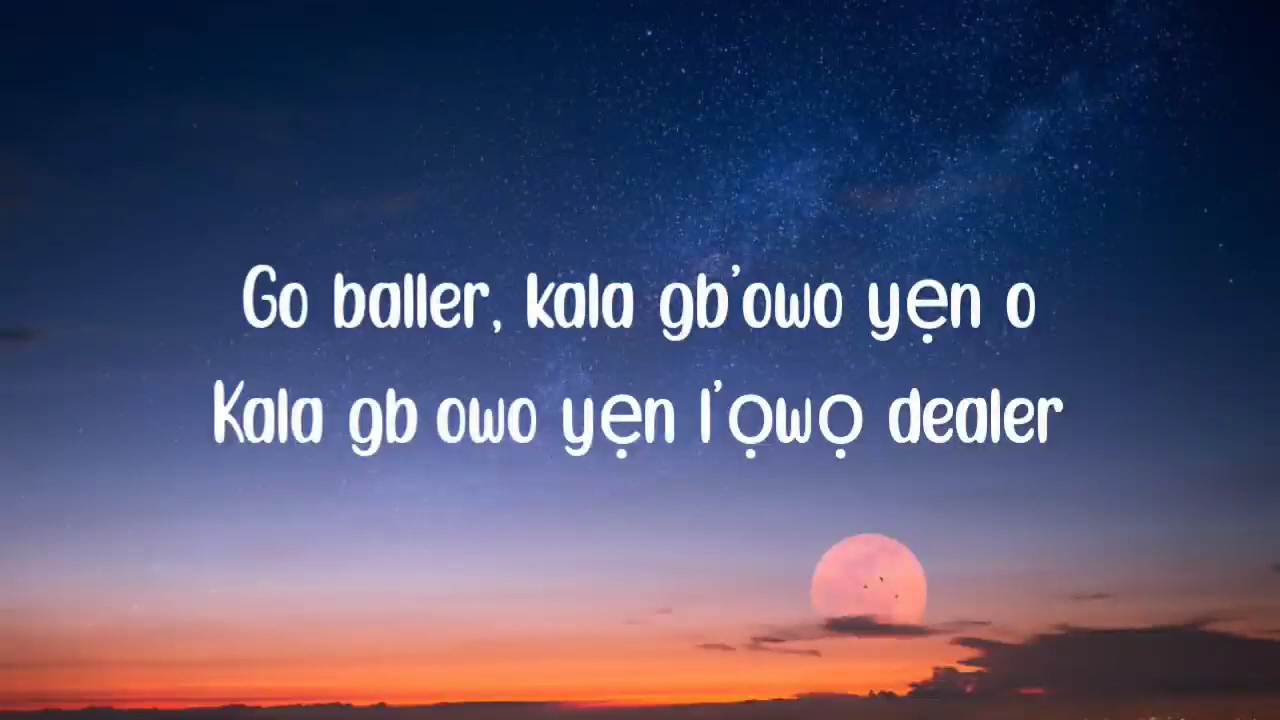 Go baller, kala gb'owo yẹn o
Kala gb owo yẹn l'ọwọ dealer